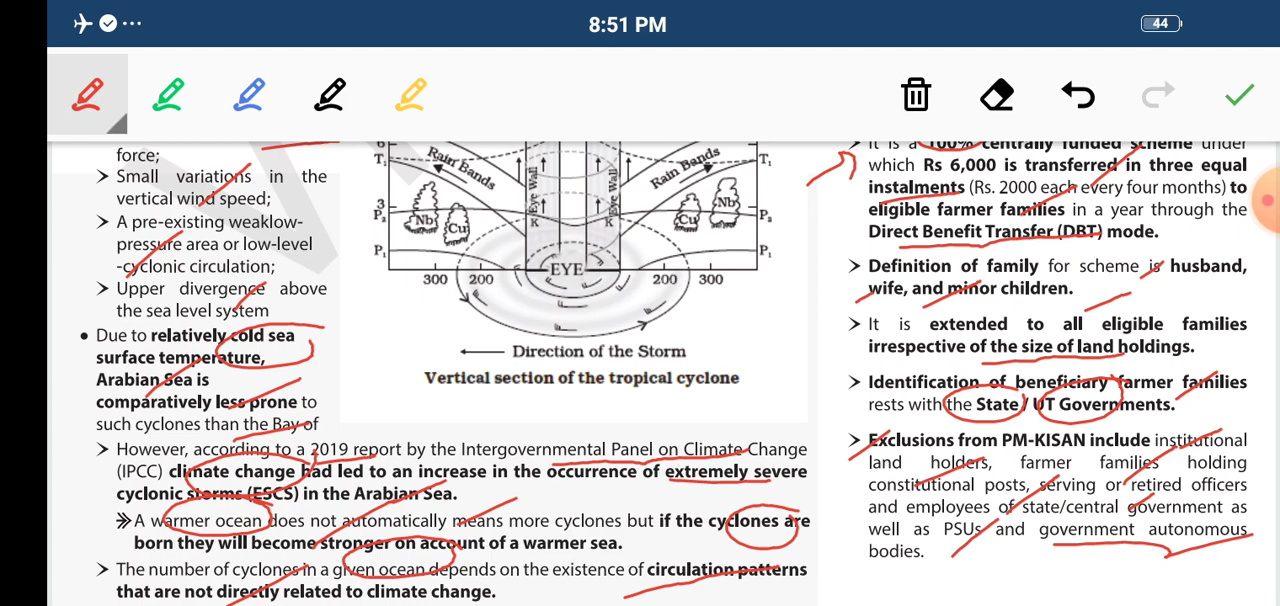 8:51 PM
44
force;
➢ Small variations in the
vertical wind speed;
➢ A pre-existing weaklow-
pressure area or low-level
-cyclonic circulation;
➢ Upper divergence above
the sea level system
• Due to relatively cold sea
surface temperature,
Arabian Sea is
comparatively less prone to
such cyclones than the Bay of
T₁ Rain Bands Eye Wall Eye Wall Rain Bands T₁
3
P₂ Nb Cu K K Cu Nb P₂
P₁ P₁
EYE
300 200 200 300
Direction of the Storm
Vertical section of the tropical cyclone
➢ However, according to a 2019 report by the Intergovernmental Panel on Climate Change
(IPCC) climate change had led to an increase in the occurrence of extremely severe
cyclonic storms (ESCS) in the Arabian Sea.
A warmer ocean does not automatically means more cyclones but if the cyclones are
born they will become stronger on account of a warmer sea.
➢ The number of cyclones in a given ocean depends on the existence of circulation patterns
that are not directly related to climate change.
➢ It is a 100% centrally funded scheme under
which Rs 6,000 is transferred in three equal
instalments (Rs. 2000 each every four months) to
eligible farmer families in a year through the
Direct Benefit Transfer (DBT) mode.
➢ Definition of family for scheme is husband,
wife, and minor children.
➢ It is extended to all eligible families
irrespective of the size of land holdings.
➢ Identification of beneficiary farmer families
rests with the State/ UT Governments.
➢ Exclusions from PM-KISAN include institutional
land holders, farmer families holding
constitutional posts, serving or retired officers
and employees of state/central government as
well as PSUs and government autonomous
bodies.